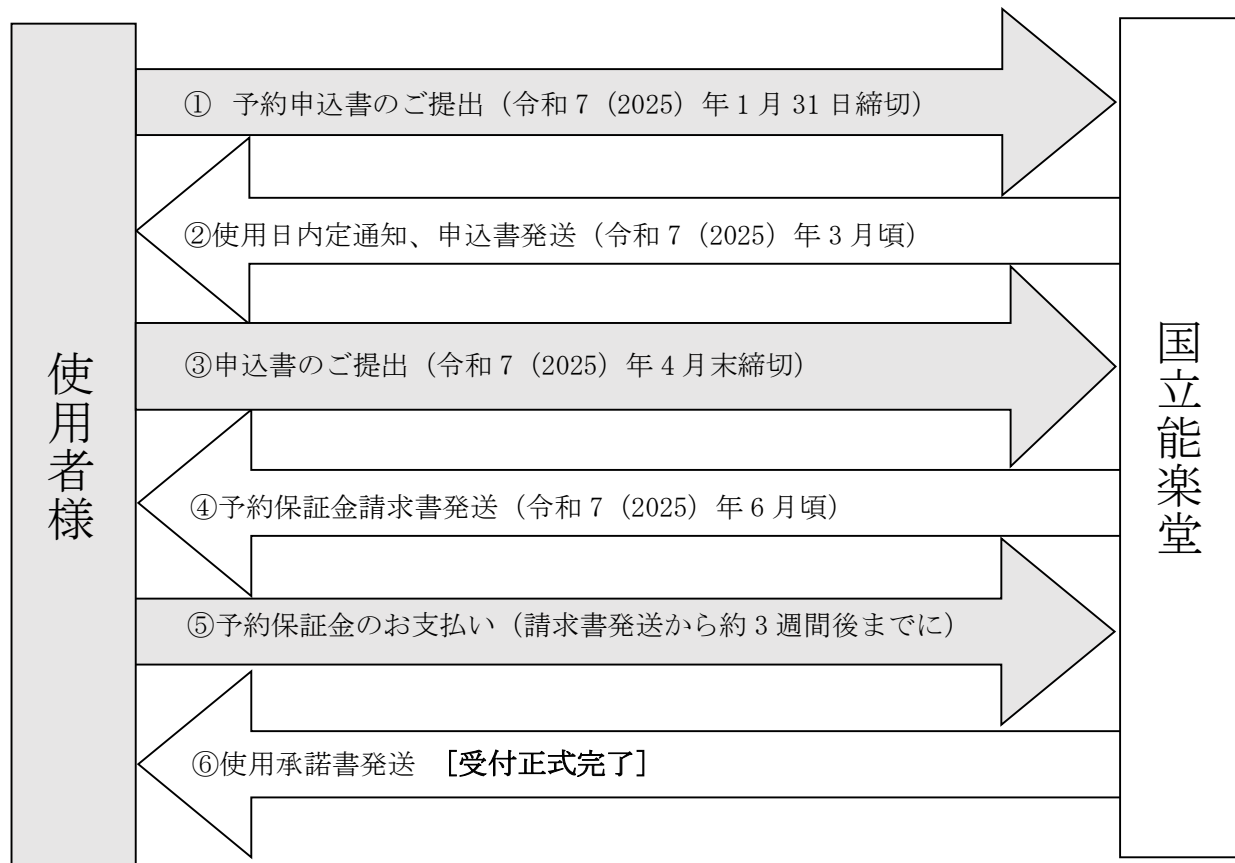 使用者様
① 予約申込書のご提出（令和７（2025）年１月 31 日締切）
②使用日内定通知、申込書発送（令和７（2025）年３月頃）
③申込書のご提出（令和７（2025）年４月末締切）
④予約保証金請求書発送（令和７（2025）年６月頃）
⑤予約保証金のお支払い（請求書発送から約３週間後までに）
⑥使用承諾書発送　［受付正式完了］
国立能楽堂